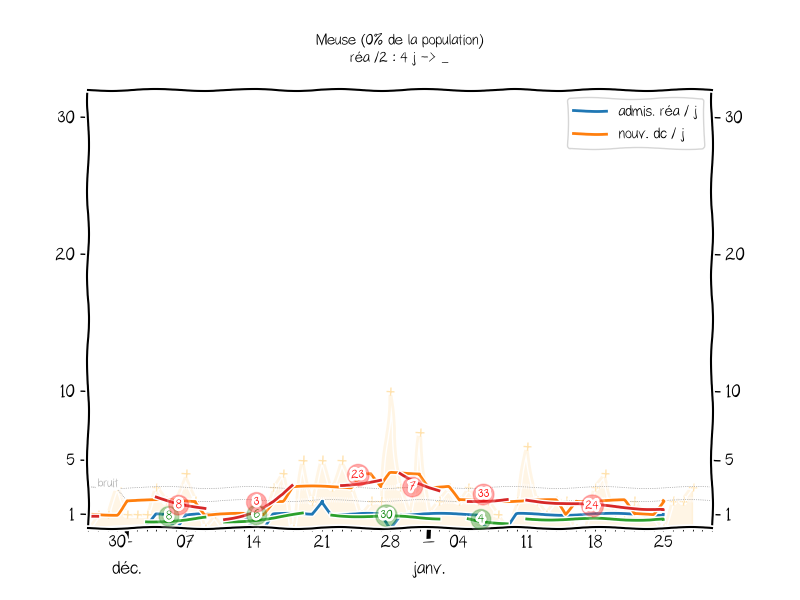 Meuse (0% de la population)
réa /2 : 4 j -> _
admis. réa / j
nouv. dc / j
30 30
20 20
10 10
5 5
1 1
bruit
8 3 23 7 33 24
8 6 30 4
30 07 14 21 28 04 11 18 25
déc. janv.